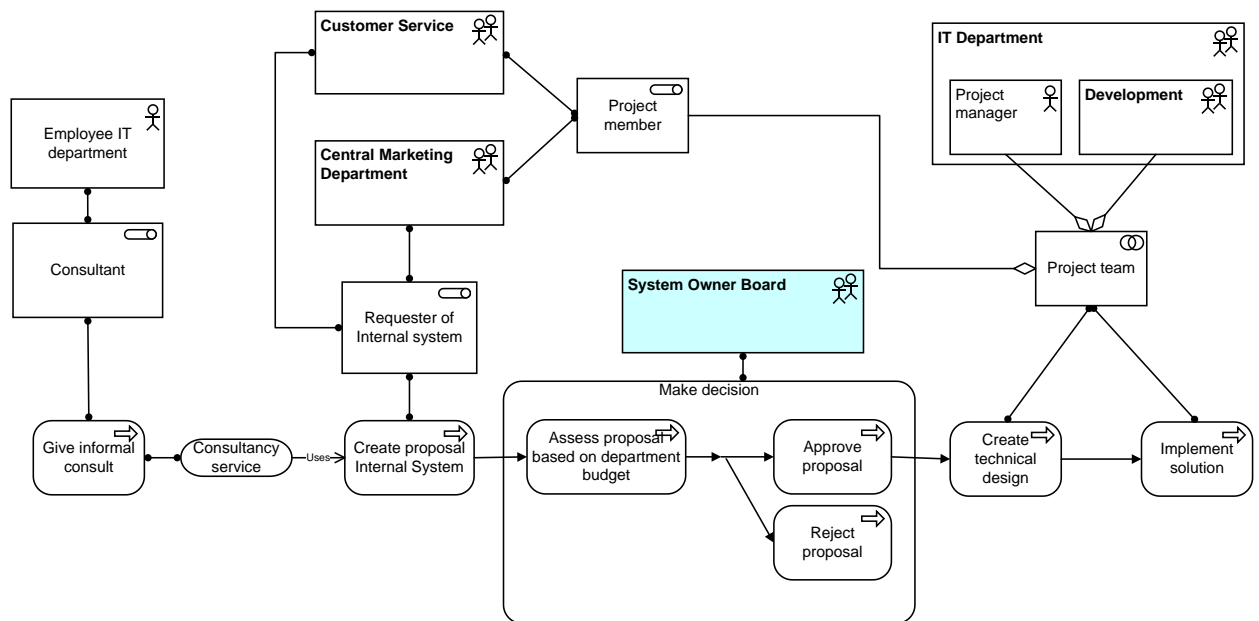 Customer Service
IT Department
Project
manager
Development
Employee IT
department
Project
member
Central Marketing
Department
Consultant
Project team
System Owner Board
Requester of
Internal system
Make decision
Give informal
consult
Consultancy
service
Uses
Create proposal
Internal System
Assess proposal
based on department
budget
Approve
proposal
Reject
proposal
Create
technical
design
Implement
solution